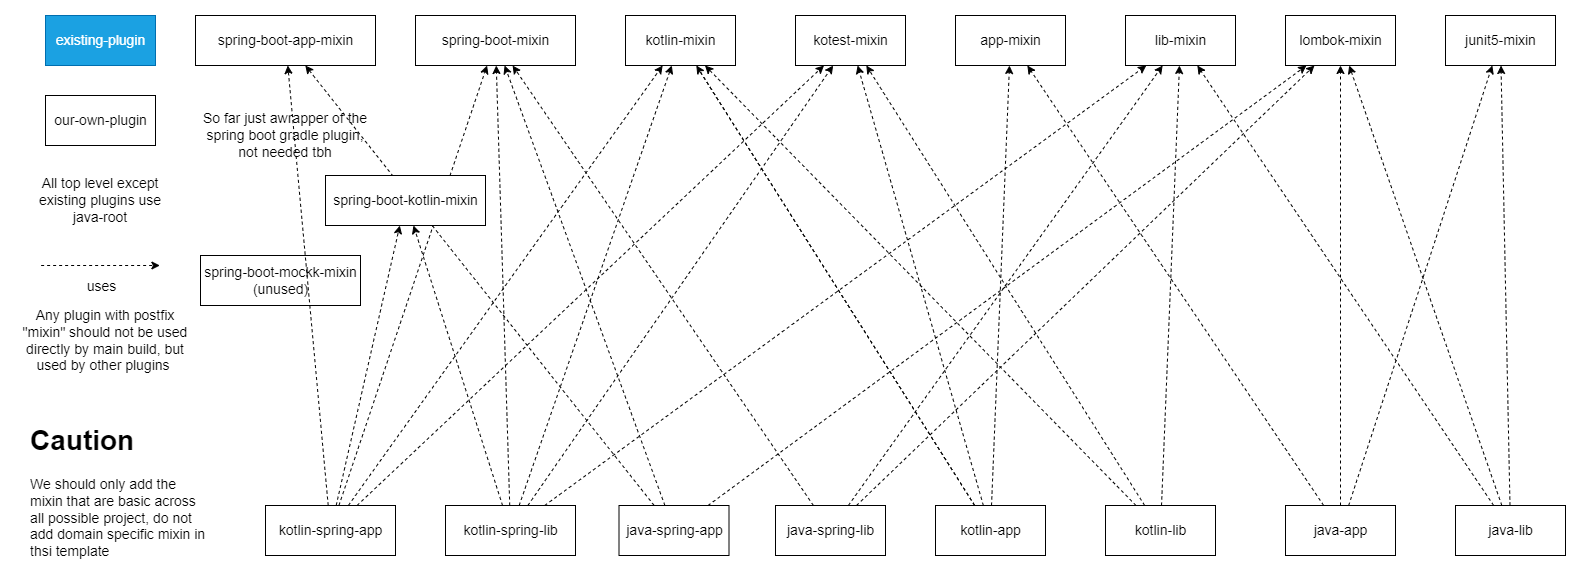 existing-plugin
spring-boot-app-mixin
spring-boot-mixin
kotlin-mixin
kotest-mixin
app-mixin
lib-mixin
lombok-mixin
junit5-mixin
our-own-plugin
So far just awrapper of the
spring boot gradle plugin,
not needed tbh
All top level except
existing plugins use
java-root
spring-boot-kotlin-mixin
uses
spring-boot-mockk-mixin
(unused)
Any plugin with postfix
"mixin" should not be used
directly by main build, but
used by other plugins
Caution
We should only add the
mixin that are basic across
all possible project, do not
add domain specific mixin in
thsi template
kotlin-spring-app
kotlin-spring-lib
java-spring-app
java-spring-lib
kotlin-app
kotlin-lib
java-app
java-lib